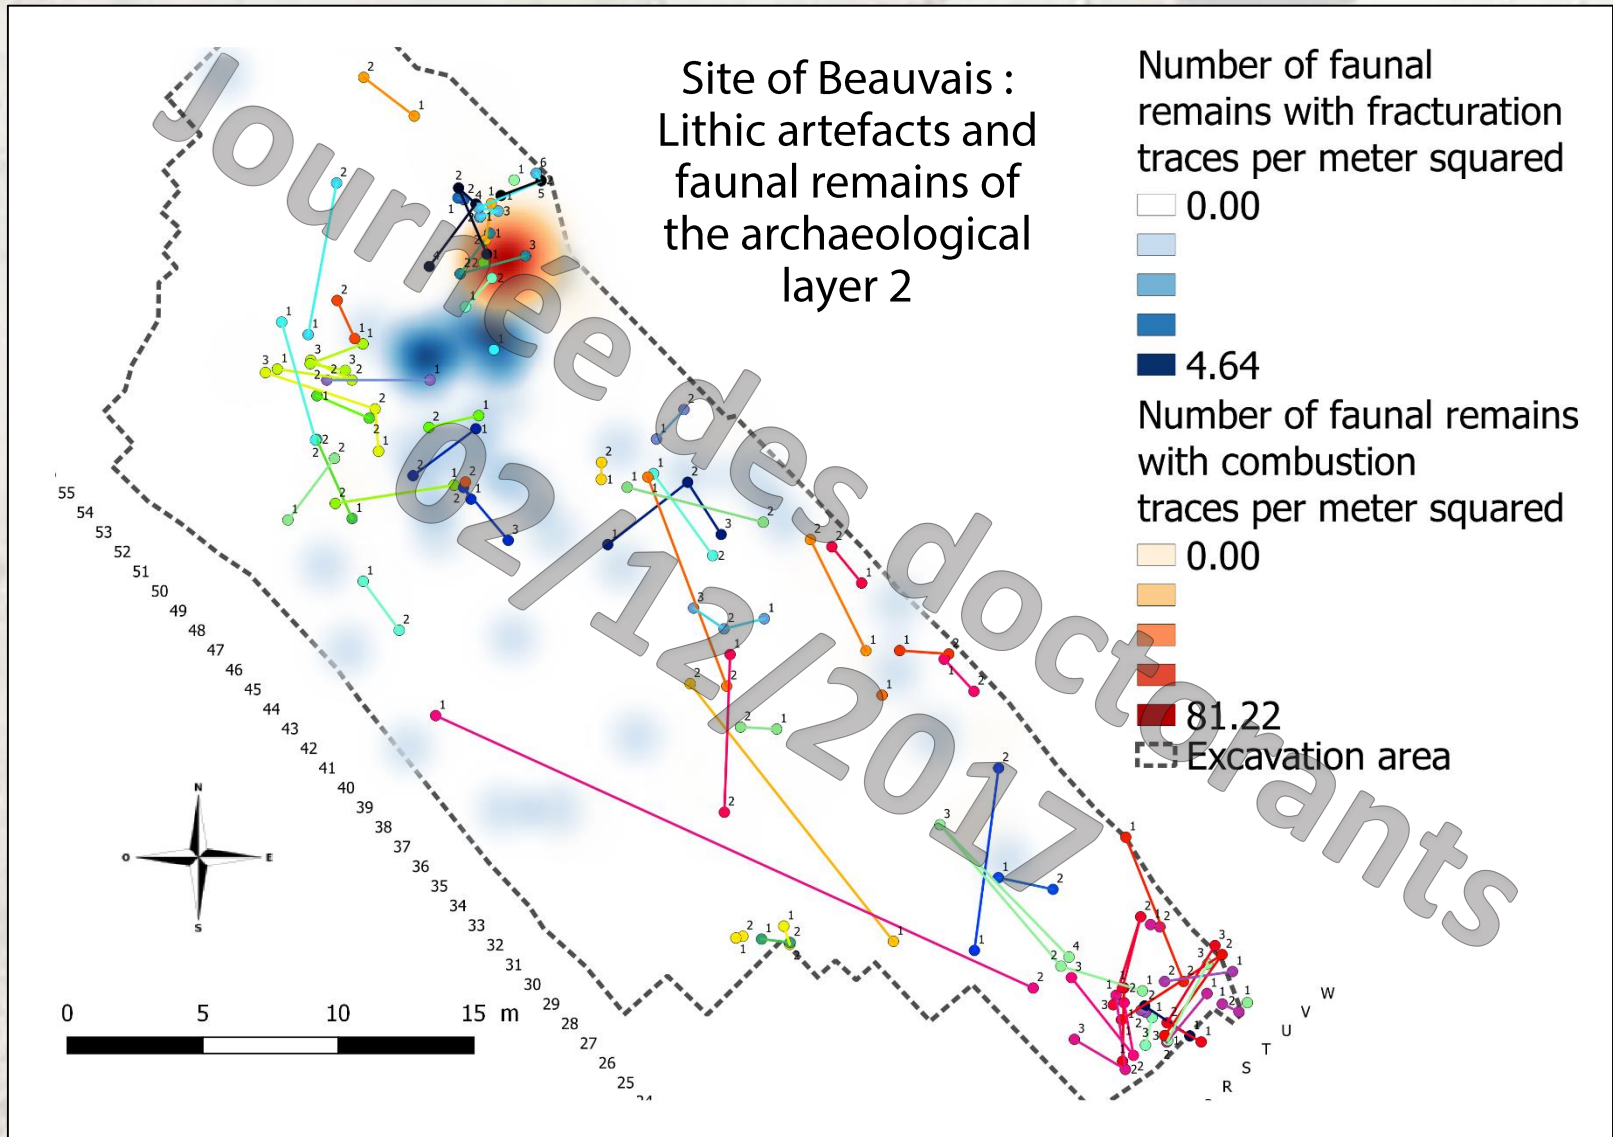 Site of Beauvais :
Lithic artefacts and
faunal remains of
the archaeological
layer 2
Number of faunal
remains with fracturation
traces per meter squared
0.00
4.64
Number of faunal remains
with combustion
traces per meter squared
0.00
81.22
Excavation area
Journée des doctorants
02/12/2017
55
54
53
52
51
50
49
48
47
46
45
44
43
42
41
40
39
38
37
36
35
34
33
32
31
30
29
28
27
26
25
W
V
U
T
S
R
N
O E
S
0 5 10 15 m